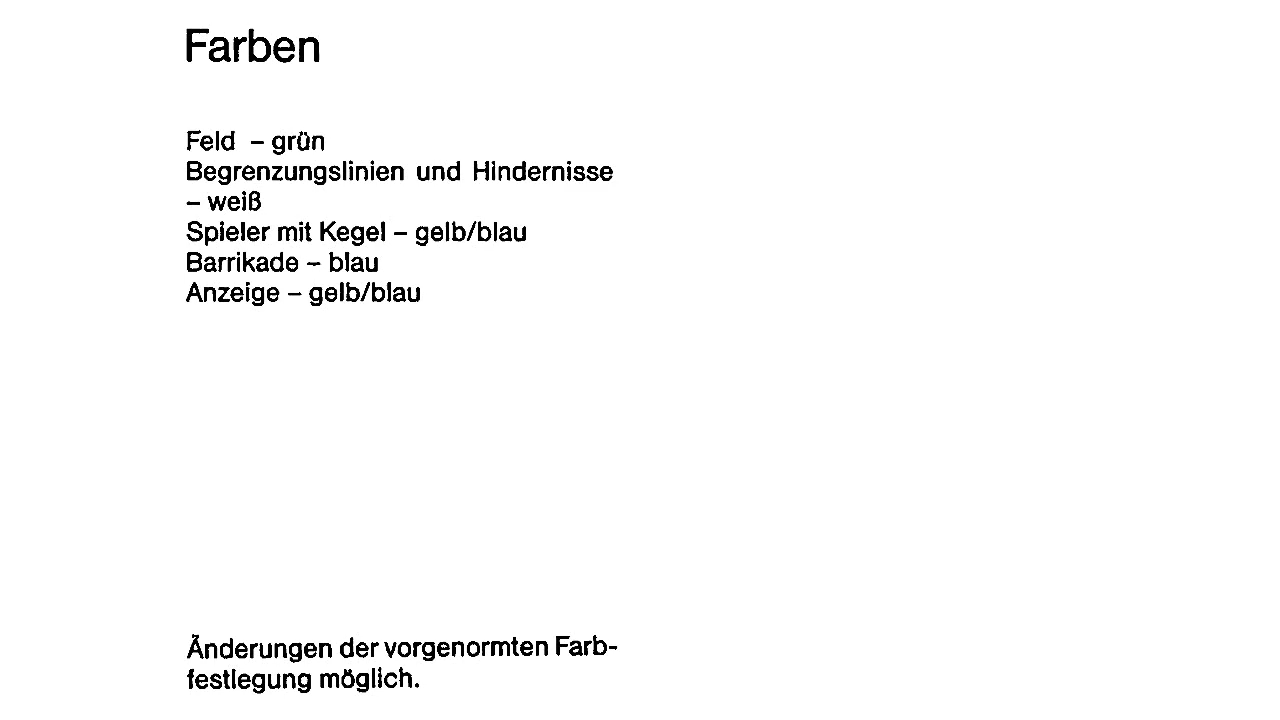 Farben
Feld – grün
Begrenzungslinien und Hindernisse
– weiß
Spieler mit Kegel – gelb/blau
Barrikade – blau
Anzeige – gelb/blau
Änderungen der vorgenormten Farb-
festlegung möglich.